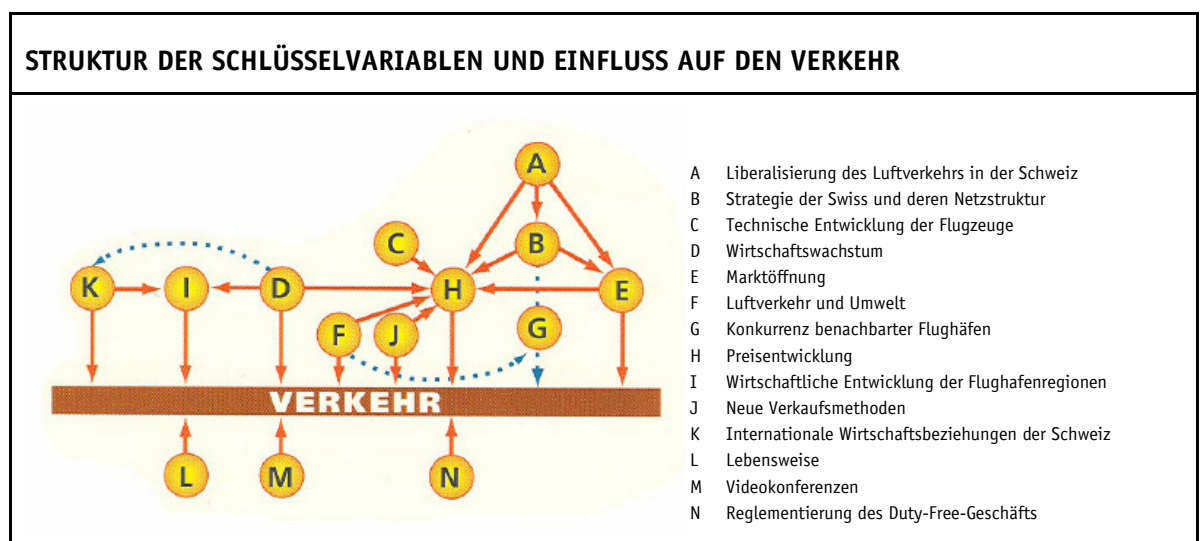 STRUKTUR DER SCHLÜSSELVARIABLEN UND EINFLUSS AUF DEN VERKEHR
A
C
B
K
I
D
H
E
F
J
G
VERKEHR
L
M
N
A Liberalisierung des Luftverkehrs in der Schweiz
B Strategie der Swiss und deren Netzstruktur
C Technische Entwicklung der Flugzeuge
D Wirtschaftswachstum
E Marktöffnung
F Luftverkehr und Umwelt
G Konkurrenz benachbarter Flughäfen
H Preisentwicklung
I Wirtschaftliche Entwicklung der Flughafenregionen
J Neue Verkaufsmethoden
K Internationale Wirtschaftsbeziehungen der Schweiz
L Lebensweise
M Videokonferenzen
N Reglementierung des Duty-Free-Geschäfts